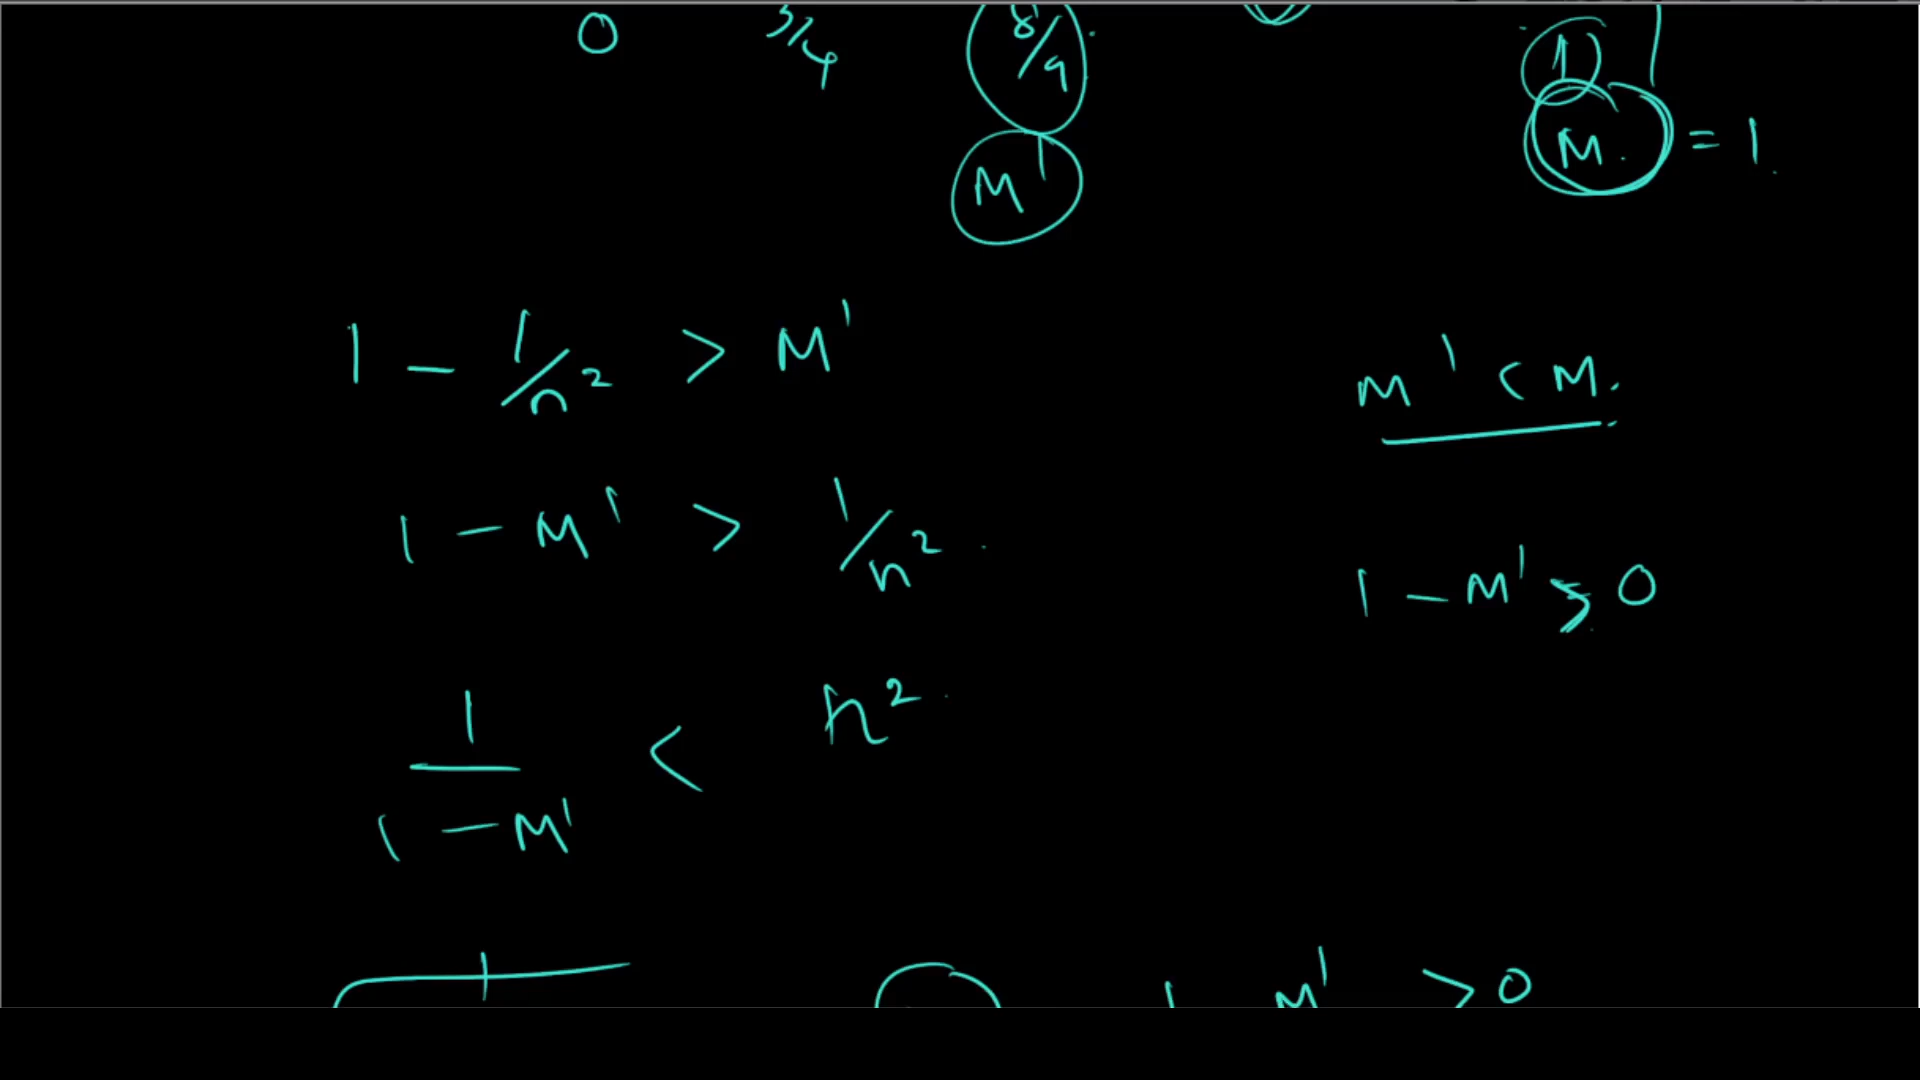 0 3/4 8/9 1
M' M. = 1.
1 - 1/n² > M'
M' < M.
1 - M' > 1/n².
1 - M' > 0
1/(1 - M') < n².
1 M' > 0